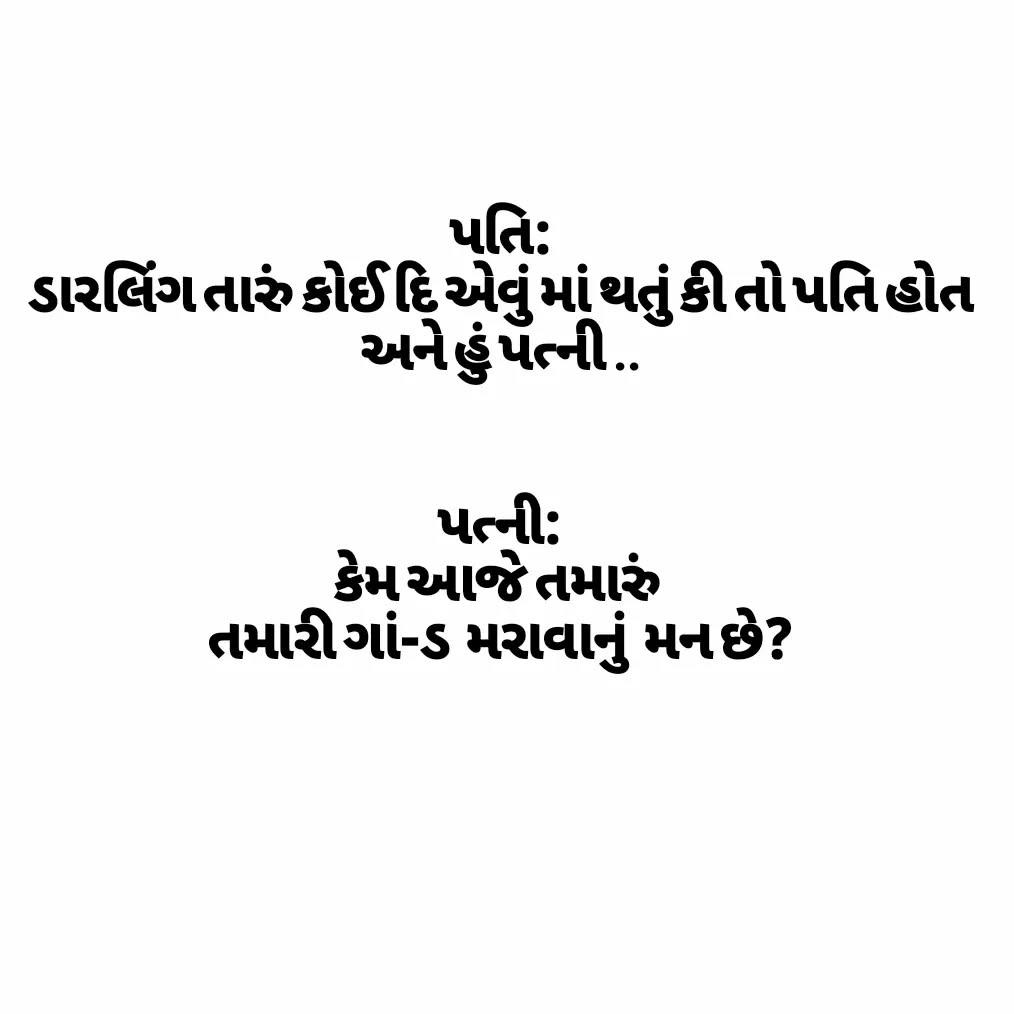 પતિ:
ડારલિંગ તારું કોઈ દિ એવું માં થતું કી તો પતિ હોત
અને હું પત્ની ..
પત્ની:
કેમ આજે તમારું
તમારી ગાં-ડ મરાવાનું મન છે?